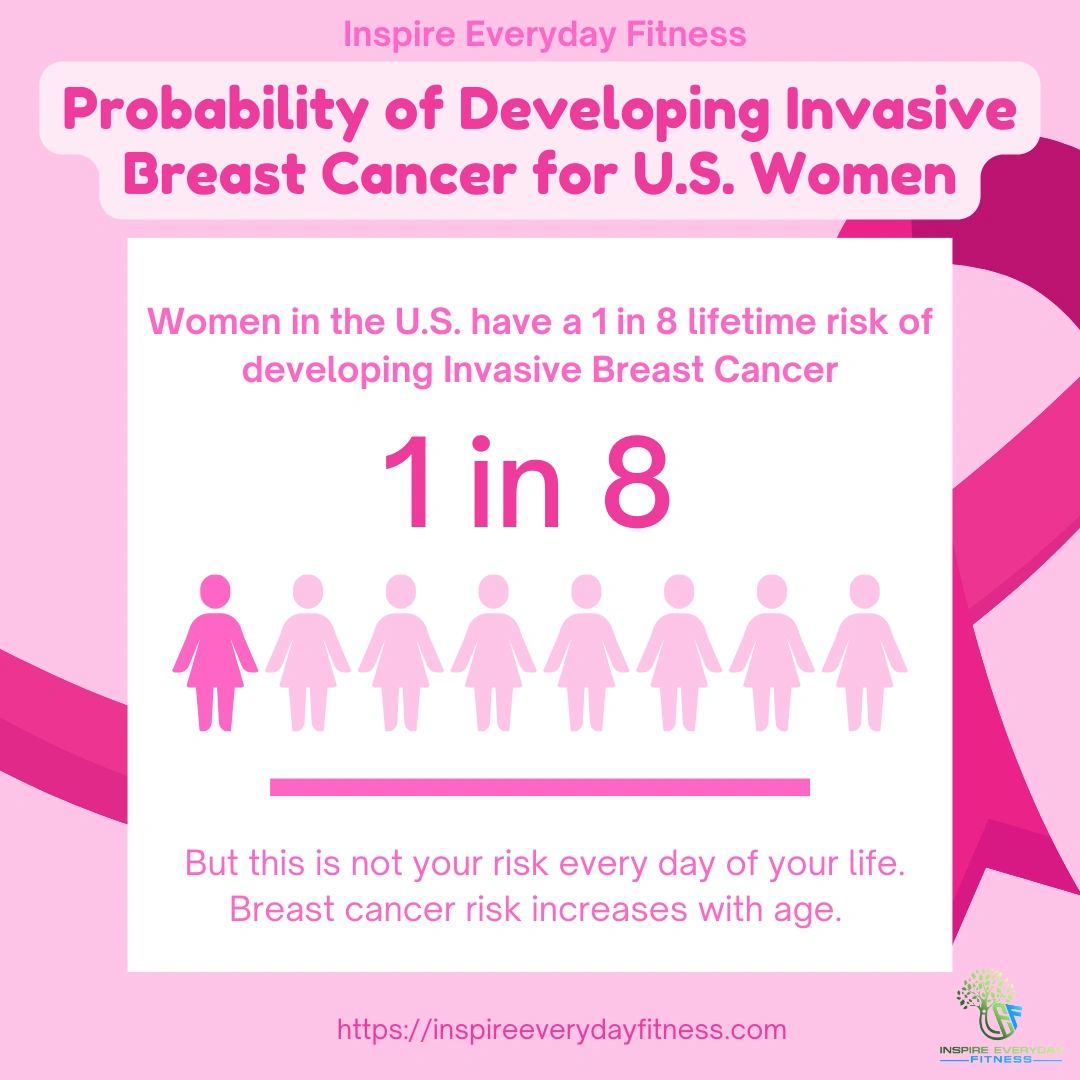 Inspire Everyday Fitness
Probability of Developing Invasive
Breast Cancer for U.S. Women
Women in the U.S. have a 1 in 8 lifetime risk of
developing Invasive Breast Cancer
1 in 8
But this is not your risk every day of your life.
Breast cancer risk increases with age.
https://inspireeverydayfitness.com
INSPIRE EVERYDAY
FITNESS